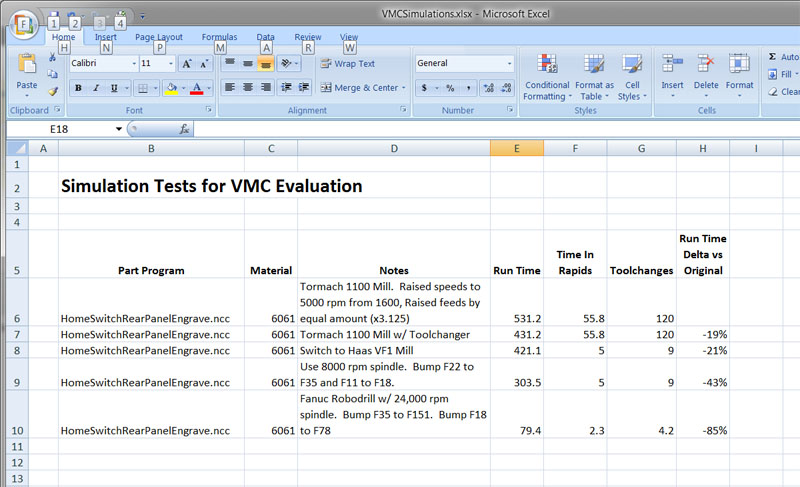 VMCSimulations.xlsx - Microsoft Excel
F 1 2 3 4
Home Insert Page Layout Formulas Data Review View
H N P M A R W
Paste
Calibri 11 A A
B I U A
Wrap Text
Merge & Center
General
$ % ,
Conditional Formatting
Format as Table
Cell Styles
Insert Delete Format
Σ Auto
Fill
Clear
Clipboard Font Alignment Number Styles Cells
E18 fx
A B C D E F G H I
1
2 Simulation Tests for VMC Evaluation
3
4
Run Time
Time In Delta vs
5 Part Program Material Notes Run Time Rapids Toolchanges Original
Tormach 1100 Mill. Raised speeds to
5000 rpm from 1600, Raised feeds by
6 HomeSwitchRearPanelEngrave.ncc 6061 equal amount (x3.125) 531.2 55.8 120
7 HomeSwitchRearPanelEngrave.ncc 6061 Tormach 1100 Mill w/ Toolchanger 431.2 55.8 120 -19%
8 HomeSwitchRearPanelEngrave.ncc 6061 Switch to Haas VF1 Mill 421.1 5 9 -21%
Use 8000 rpm spindle. Bump F22 to
9 HomeSwitchRearPanelEngrave.ncc 6061 F35 and F11 to F18. 303.5 5 9 -43%
Fanuc Robodrill w/ 24,000 rpm
spindle. Bump F35 to F151. Bump F18
10 HomeSwitchRearPanelEngrave.ncc 6061 to F78 79.4 2.3 4.2 -85%
11
12
13